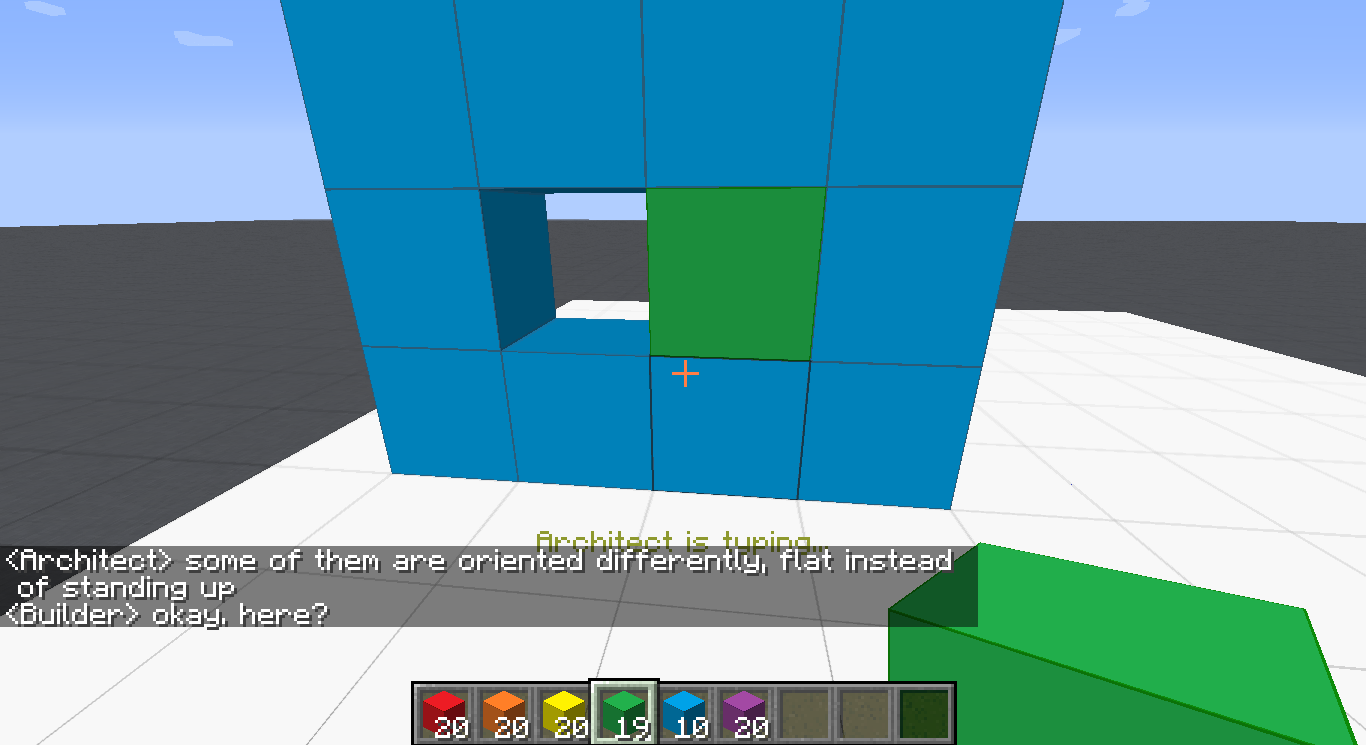 Architect is typing...
<Architect> some of them are oriented differently, flat instead
of standing up
<Builder> okay, here?
20 20 20 19 10 20